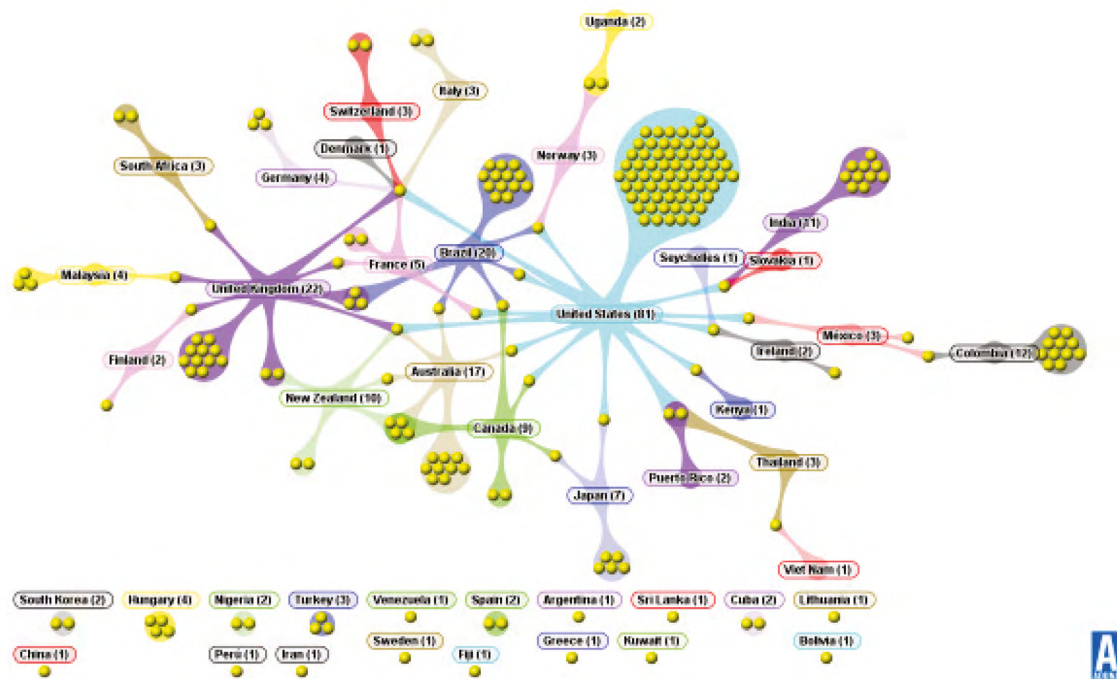 Uganda (2)
Italy (3)
Switzerland (3)
Denmark (1)
Norway (3)
South Africa (3)
Germany (4)
India (11)
Brazil (20)
Seychelles (1)
Slovakia (1)
France (5)
Malaysia (4)
United Kingdom (22)
United States (81)
México (3)
Ireland (2)
Colombia (12)
Finland (2)
Australia (17)
New Zealand (10)
Kenya (1)
Canada (9)
Thailand (3)
Puerto Rico (2)
Japan (7)
Viet Nam (1)
South Korea (2)
Hungary (4)
Nigeria (2)
Turkey (3)
Venezuela (1)
Spain (2)
Argentina (1)
Sri Lanka (1)
Cuba (2)
Lithuania (1)
China (1)
Perú (1)
Iran (1)
Sweden (1)
Fiji (1)
Greece (1)
Kuwait (1)
Bolivia (1)
A